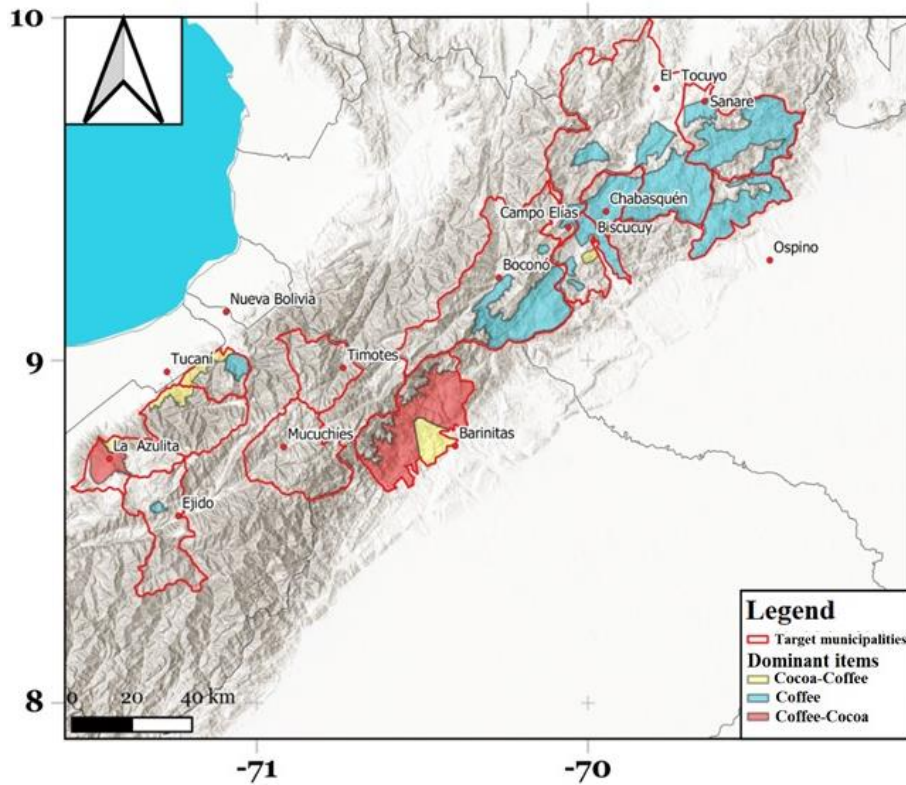 10
El Tocuyo
Sanare
Chabasquén
Campo Elías
Biscucuy
Ospino
Boconó
Nueva Bolivia
9
Timotes
Tucaní
Mucuchíes
Barinitas
La Azulita
Ejido
Legend
Target municipalities
Dominant items
Cocoa-Coffee
Coffee
Coffee-Cocoa
8
0 20 40 km
-71 -70